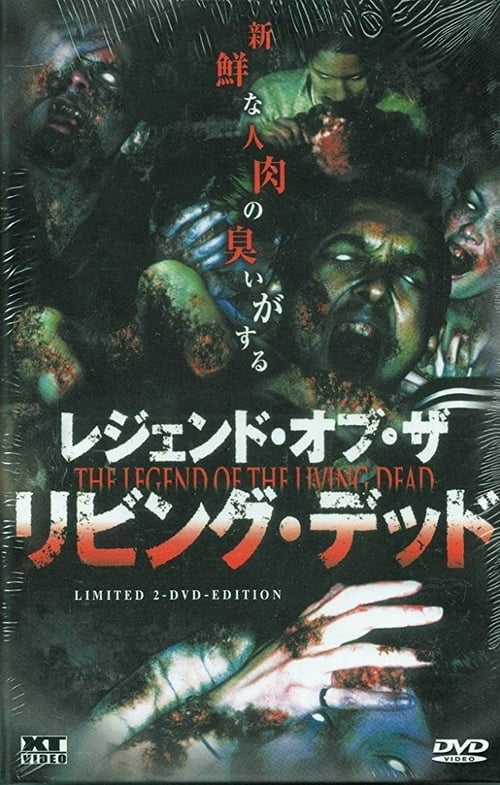 新鮮な人肉の臭いがする
レジェンド・オブ・ザ
THE LEGEND OF THE LIVING DEAD
リビング・デッド
LIMITED 2-DVD-EDITION
XT
VIDEO
DVD
VIDEO